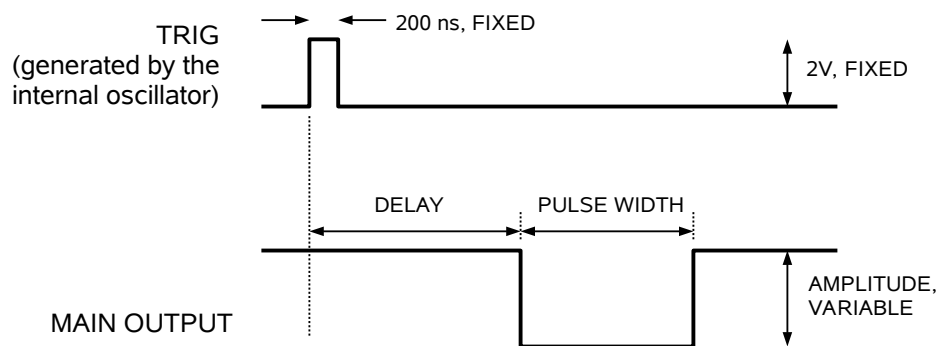 200 ns, FIXED
TRIG
(generated by the
internal oscillator)
2V, FIXED
DELAY
PULSE WIDTH
AMPLITUDE,
VARIABLE
MAIN OUTPUT